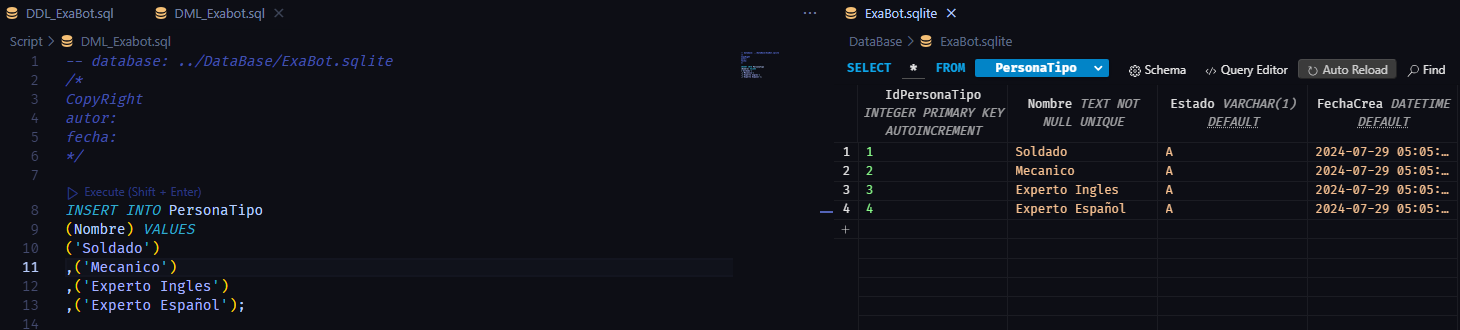 DDL_ExaBot.sql
DML_Exabot.sql
Script > DML_Exabot.sql
1 -- database: ../DataBase/ExaBot.sqlite
2 /*
3 CopyRight
4 autor:
5 fecha:
6 */
7
Execute (Shift + Enter)
8 INSERT INTO PersonaTipo
9 (Nombre) VALUES
10 ('Soldado')
11 ,('Mecanico')
12 ,('Experto Ingles')
13 ,('Experto Español');
14
ExaBot.sqlite
DataBase > ExaBot.sqlite
SELECT * FROM PersonaTipo Schema Query Editor Auto Reload Find
IdPersonaTipo INTEGER PRIMARY KEY AUTOINCREMENT
Nombre TEXT NOT NULL UNIQUE
Estado VARCHAR(1) DEFAULT
FechaCrea DATETIME DEFAULT
1 1 Soldado A 2024-07-29 05:05:…
2 2 Mecanico A 2024-07-29 05:05:…
3 3 Experto Ingles A 2024-07-29 05:05:…
4 4 Experto Español A 2024-07-29 05:05:…
+